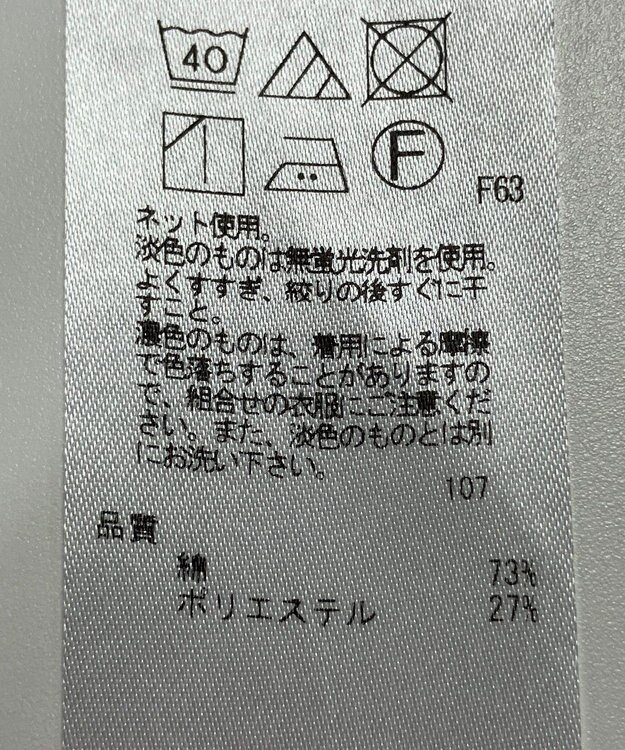 40
F
F63
ネット使用。
淡色のものは無蛍光洗剤を使用。
よくすすぎ、絞りの後すぐに干
すこと。
濃色のものは、着用による摩擦
で色落ちすることがありますの
で、組合せの衣服にご注意くだ
さい。また、淡色のものとは別
にお洗い下さい。
107
品質
綿 73%
ポリエステル 27%